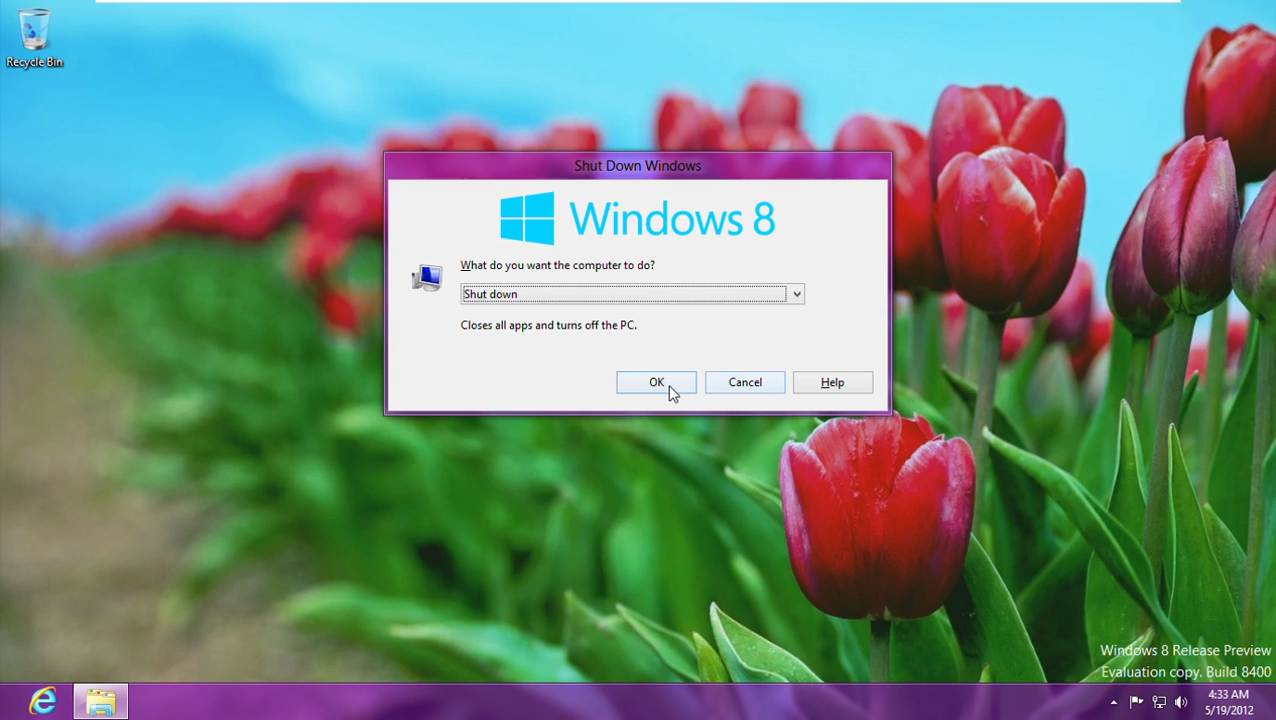 Recycle Bin
Shut Down Windows
Windows 8
What do you want the computer to do?
Shut down
Closes all apps and turns off the PC.
OK
Cancel
Help
Windows 8 Release Preview
Evaluation copy. Build 8400
4:33 AM
5/19/2012